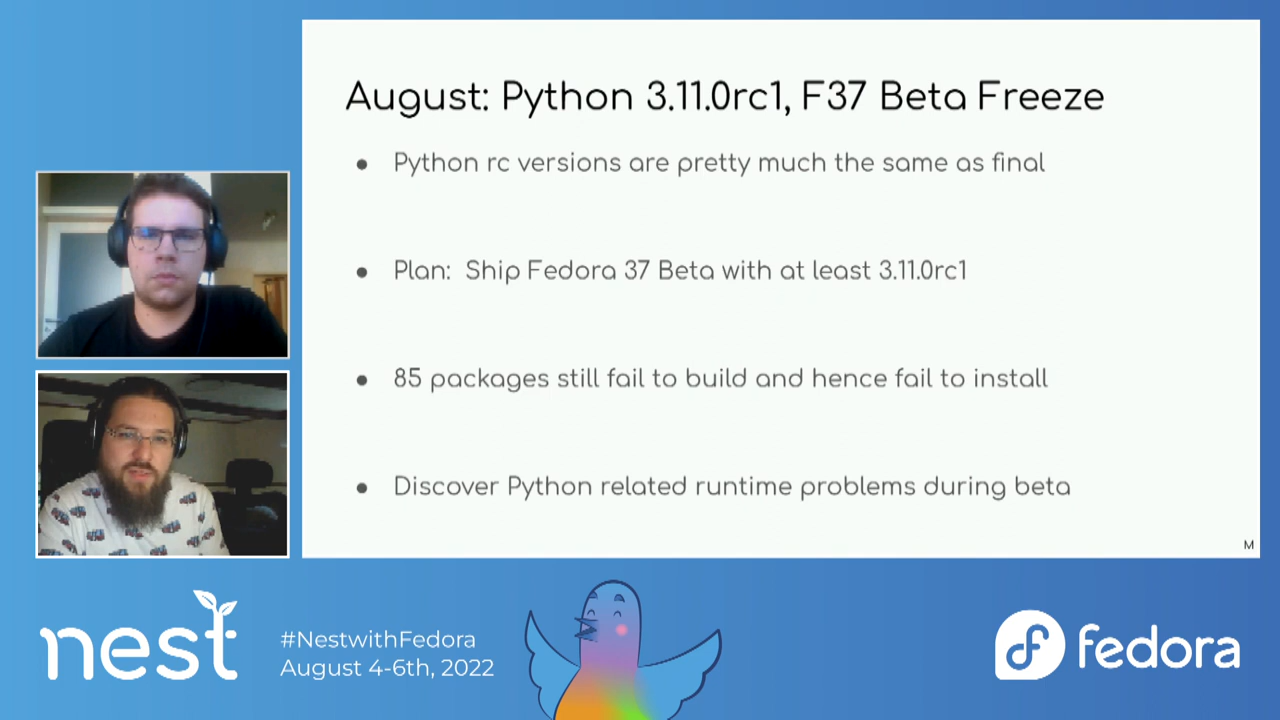 August: Python 3.11.0rc1, F37 Beta Freeze
● Python rc versions are pretty much the same as final
● Plan: Ship Fedora 37 Beta with at least 3.11.0rc1
● 85 packages still fail to build and hence fail to install
● Discover Python related runtime problems during beta
M
nest
#NestwithFedora
August 4-6th, 2022
fedora